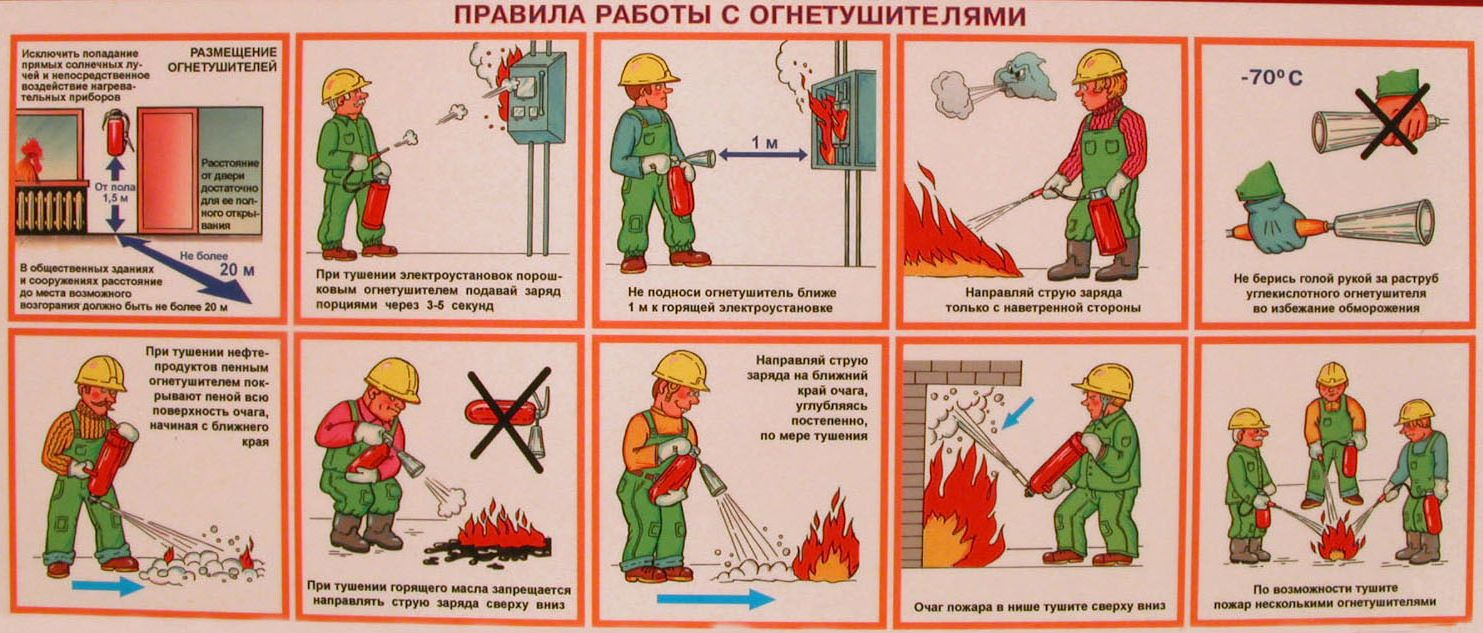 ПРАВИЛА РАБОТЫ С ОГНЕТУШИТЕЛЯМИ
Исключить попадание
прямых солнечных лу-
чей и непосредственное
воздействие нагрева-
тельных приборов
РАЗМЕЩЕНИЕ
ОГНЕТУШИТЕЛЕЙ
От пола
1,5 м
Расстояние
от двери
достаточно
для ее пол-
ного откры-
вания
Не более
20 м
В общественных зданиях
и сооружениях расстояние
до места возможного
возгорания должно быть не более 20 м
При тушении электроустановок порош-
ковым огнетушителем подавай заряд
порциями через 3-5 секунд
1 м
Не подноси огнетушитель ближе
1 м к горящей электроустановке
Направляй струю заряда
только с наветренной стороны
-70° С
Не берись голой рукой за раструб
углекислотного огнетушителя
во избежание обморожения
При тушении нефте-
продуктов пенным
огнетушителем пок-
рывают пеной всю
поверхность очага,
начиная с ближнего
края
При тушении горящего масла запрещается
направлять струю заряда сверху вниз
Направляй струю
заряда на ближний
край очага,
углубляясь
постепенно,
по мере тушения
Очаг пожара в нише тушите сверху вниз
По возможности тушите
пожар несколькими огнетушителями